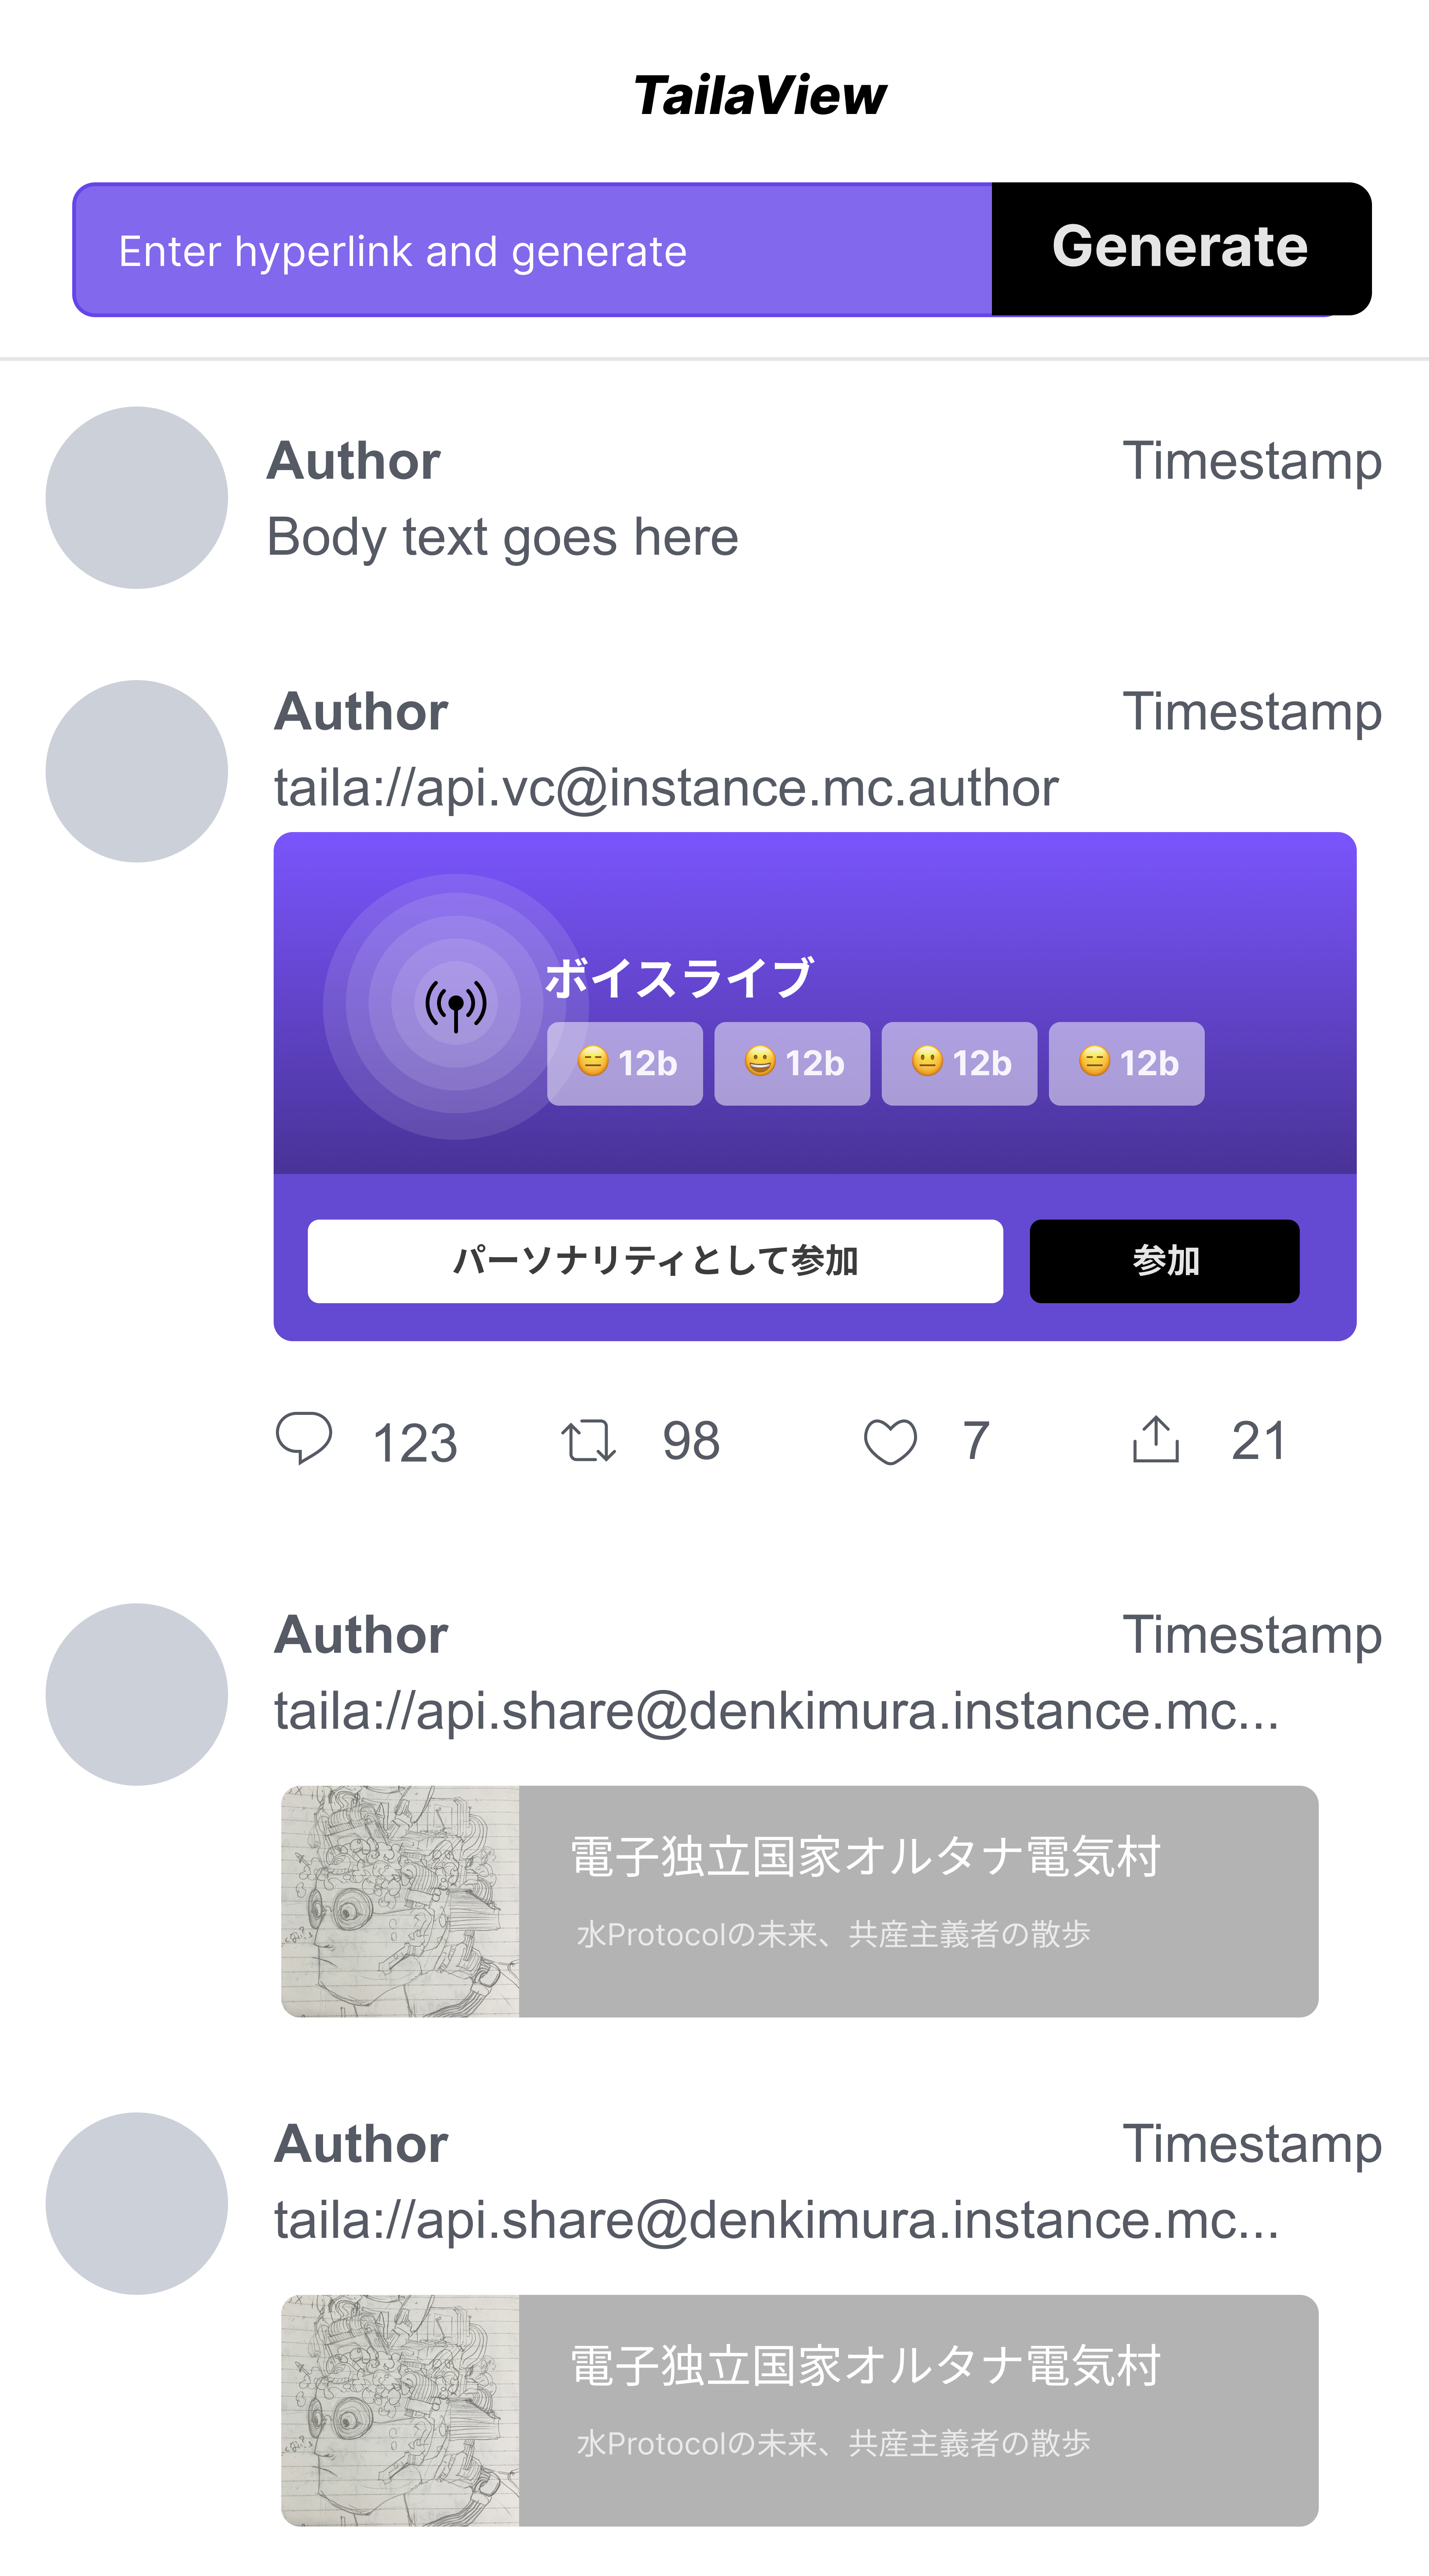 TailaView
Enter hyperlink and generate
Generate
Author
Timestamp
Body text goes here
Author
Timestamp
taila://api.vc@instance.mc.author
ボイスライブ
😑 12b
😀 12b
😐 12b
😑 12b
パーソナリティとして参加
参加
123
98
7
21
Author
Timestamp
taila://api.share@denkimura.instance.mc...
電子独立国家オルタナ電気村
水Protocolの未来、共産主義者の散歩
Author
Timestamp
taila://api.share@denkimura.instance.mc...
電子独立国家オルタナ電気村
水Protocolの未来、共産主義者の散歩